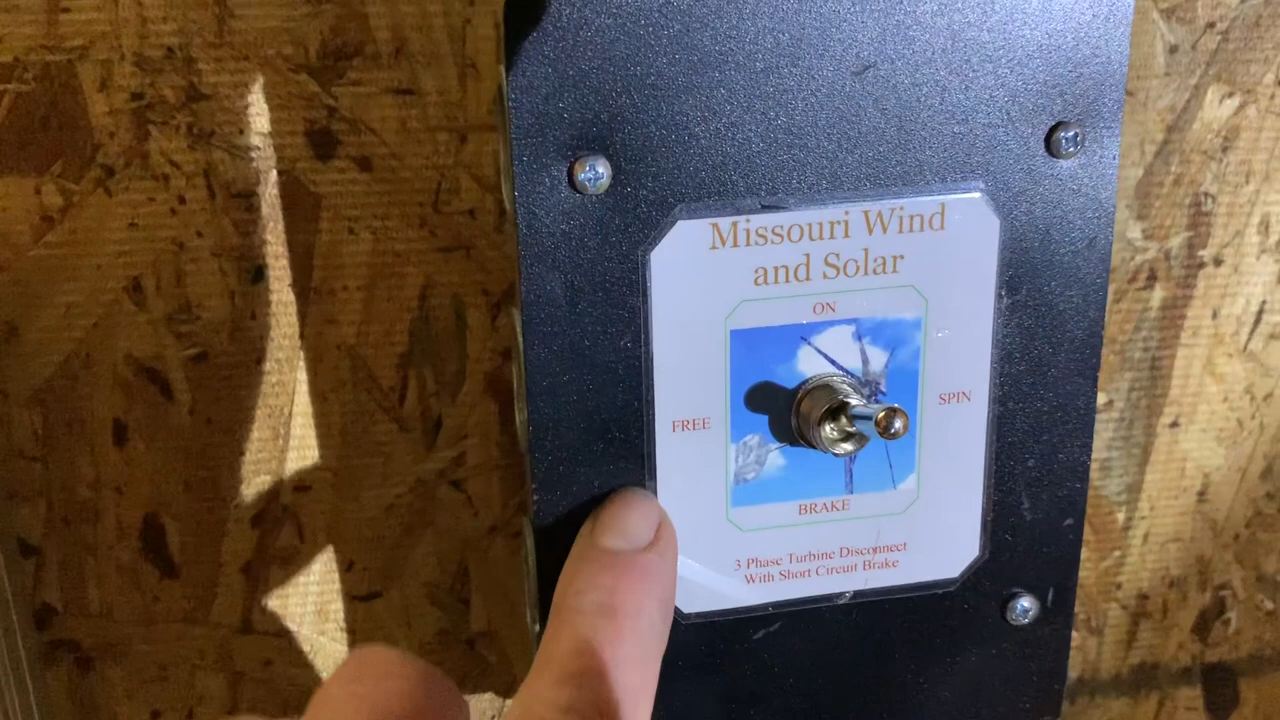 Missouri Wind
and Solar
ON
FREE
SPIN
BRAKE
3 Phase Turbine Disconnect
With Short Circuit Brake